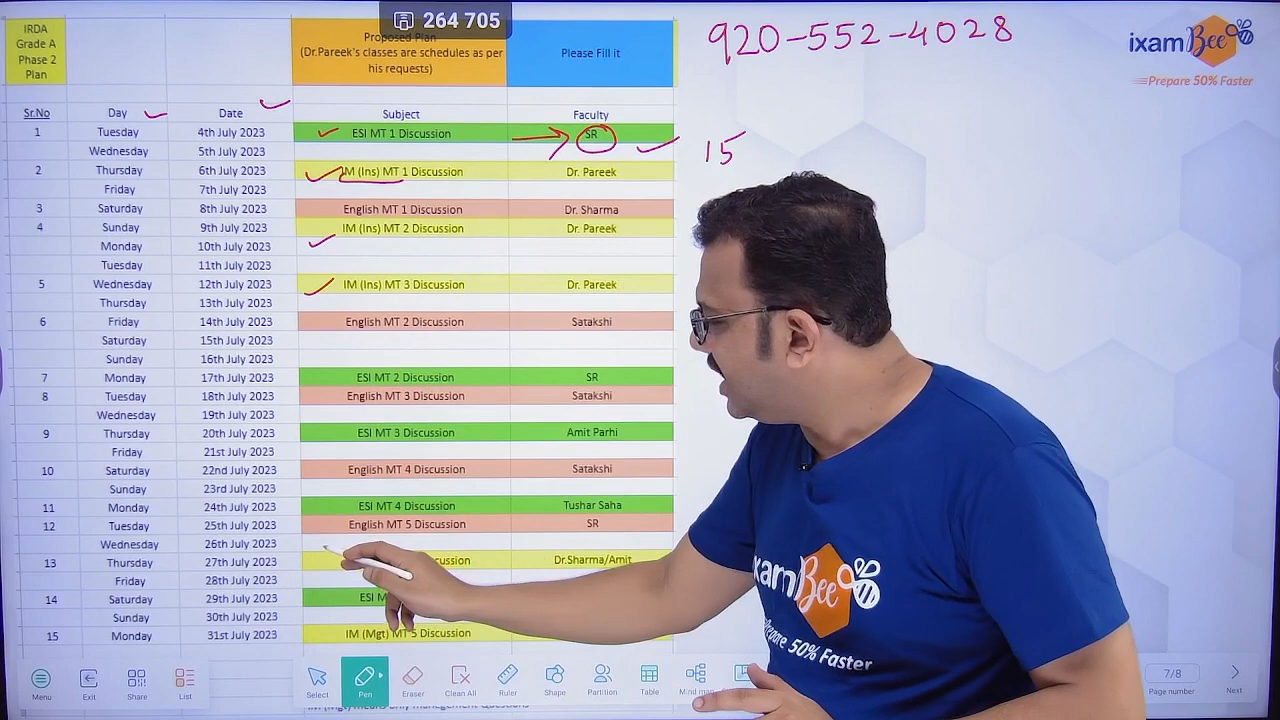 264 705
IRDA Grade A Phase 2 Plan
Proposed Plan (Dr.Pareek's classes are schedules as per his requests)
Please Fill it
920-552-4028
ixamBee
Prepare 50% Faster
Sr.No Day Date Subject Faculty
1 Tuesday 4th July 2023 ESI MT 1 Discussion SR
15
Wednesday 5th July 2023
2 Thursday 6th July 2023 IM (Ins) MT 1 Discussion Dr. Pareek
Friday 7th July 2023
3 Saturday 8th July 2023 English MT 1 Discussion Dr. Sharma
4 Sunday 9th July 2023 IM (Ins) MT 2 Discussion Dr. Pareek
Monday 10th July 2023
Tuesday 11th July 2023
5 Wednesday 12th July 2023 IM (Ins) MT 3 Discussion Dr. Pareek
Thursday 13th July 2023
6 Friday 14th July 2023 English MT 2 Discussion Satakshi
Saturday 15th July 2023
Sunday 16th July 2023
7 Monday 17th July 2023 ESI MT 2 Discussion SR
8 Tuesday 18th July 2023 English MT 3 Discussion Satakshi
Wednesday 19th July 2023
9 Thursday 20th July 2023 ESI MT 3 Discussion Amit Parhi
Friday 21st July 2023
10 Saturday 22nd July 2023 English MT 4 Discussion Satakshi
Sunday 23rd July 2023
11 Monday 24th July 2023 ESI MT 4 Discussion Tushar Saha
12 Tuesday 25th July 2023 English MT 5 Discussion SR
Wednesday 26th July 2023
13 Thursday 27th July 2023 Dr.Sharma/Amit
Friday 28th July 2023
14 Saturday 29th July 2023 ESI
Sunday 30th July 2023
15 Monday 31st July 2023 IM (Mgt) MT 5 Discussion
ixamBee
Prepare 50% Faster
Menu Exit Share List Select Pen Eraser Clean All Ruler Shape Partition Table Mind map
7/8
Page number
Next